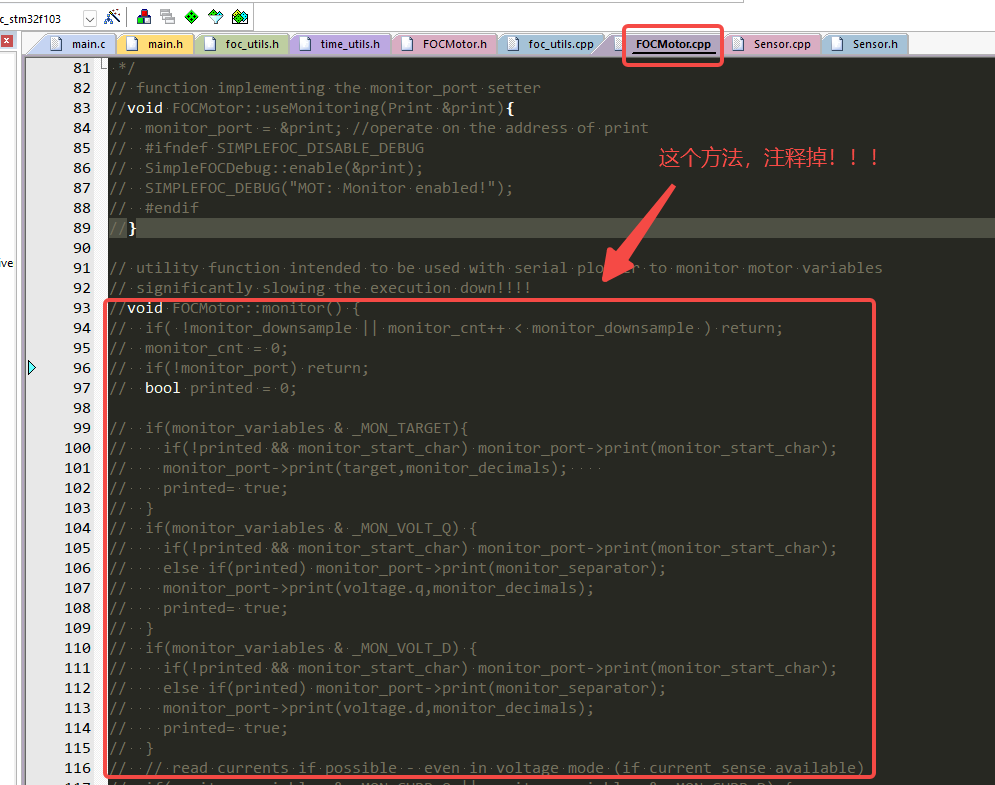 c_stm32f103
main.c main.h foc_utils.h time_utils.h FOCMotor.h foc_utils.cpp FOCMotor.cpp Sensor.cpp Sensor.h
81 */
82 // function implementing the monitor_port setter
83 //void FOCMotor::useMonitoring(Print &print){
84 // monitor_port = &print; //operate on the address of print
85 // #ifndef SIMPLEFOC_DISABLE_DEBUG
这个方法，注释掉！！！
86 // SimpleFOCDebug::enable(&print);
87 // SIMPLEFOC_DEBUG("MOT: Monitor enabled!");
88 // #endif
89 //}
90
ive
91 // utility function intended to be used with serial plotter to monitor motor variables
92 // significantly slowing the execution down!!!!
93 //void FOCMotor::monitor() {
94 // if( !monitor_downsample || monitor_cnt++ < monitor_downsample ) return;
95 // monitor_cnt = 0;
96 // if(!monitor_port) return;
97 // bool printed = 0;
98
99 // if(monitor_variables & _MON_TARGET){
100 // if(!printed && monitor_start_char) monitor_port->print(monitor_start_char);
101 // monitor_port->print(target,monitor_decimals);
102 // printed= true;
103 // }
104 // if(monitor_variables & _MON_VOLT_Q) {
105 // if(!printed && monitor_start_char) monitor_port->print(monitor_start_char);
106 // else if(printed) monitor_port->print(monitor_separator);
107 // monitor_port->print(voltage.q,monitor_decimals);
108 // printed= true;
109 // }
110 // if(monitor_variables & _MON_VOLT_D) {
111 // if(!printed && monitor_start_char) monitor_port->print(monitor_start_char);
112 // else if(printed) monitor_port->print(monitor_separator);
113 // monitor_port->print(voltage.d,monitor_decimals);
114 // printed= true;
115 // }
116 // // read currents if possible - even in voltage mode (if current sense available)